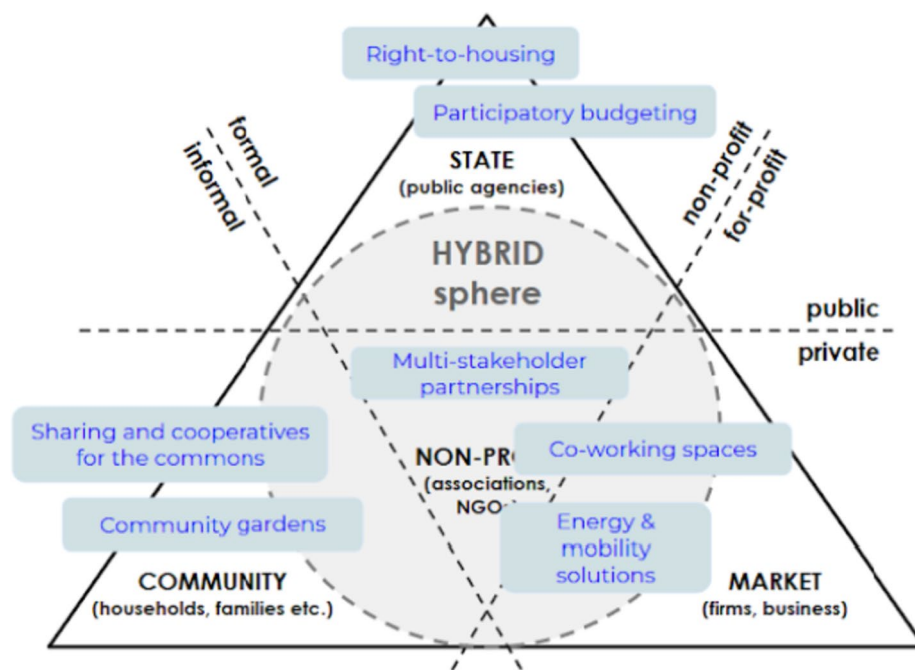 Right-to-housing
Participatory budgeting
formal
informal
non-profit
for-profit
STATE
(public agencies)
HYBRID
sphere
public
private
Multi-stakeholder
partnerships
Sharing and cooperatives
for the commons
Co-working spaces
NON-PRO
(associations,
Community gardens
Energy &
mobility
solutions
COMMUNITY
(households, families etc.)
MARKET
(firms, business)